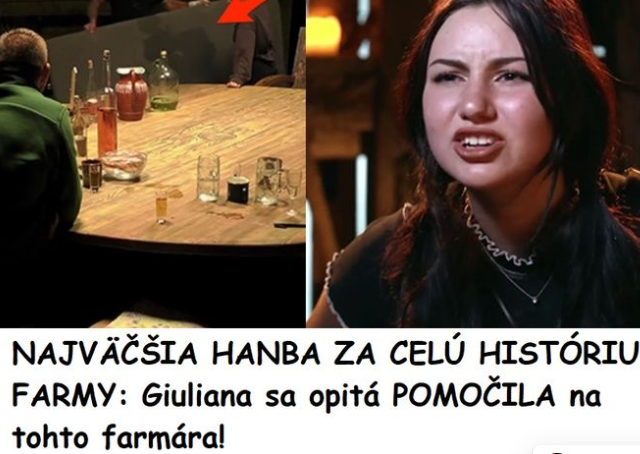 NAJVÄČŠIA HANBA ZA CELÚ HISTÓRIU
FARMY: Giuliana sa opitá POMOČILA na
tohto farmára!